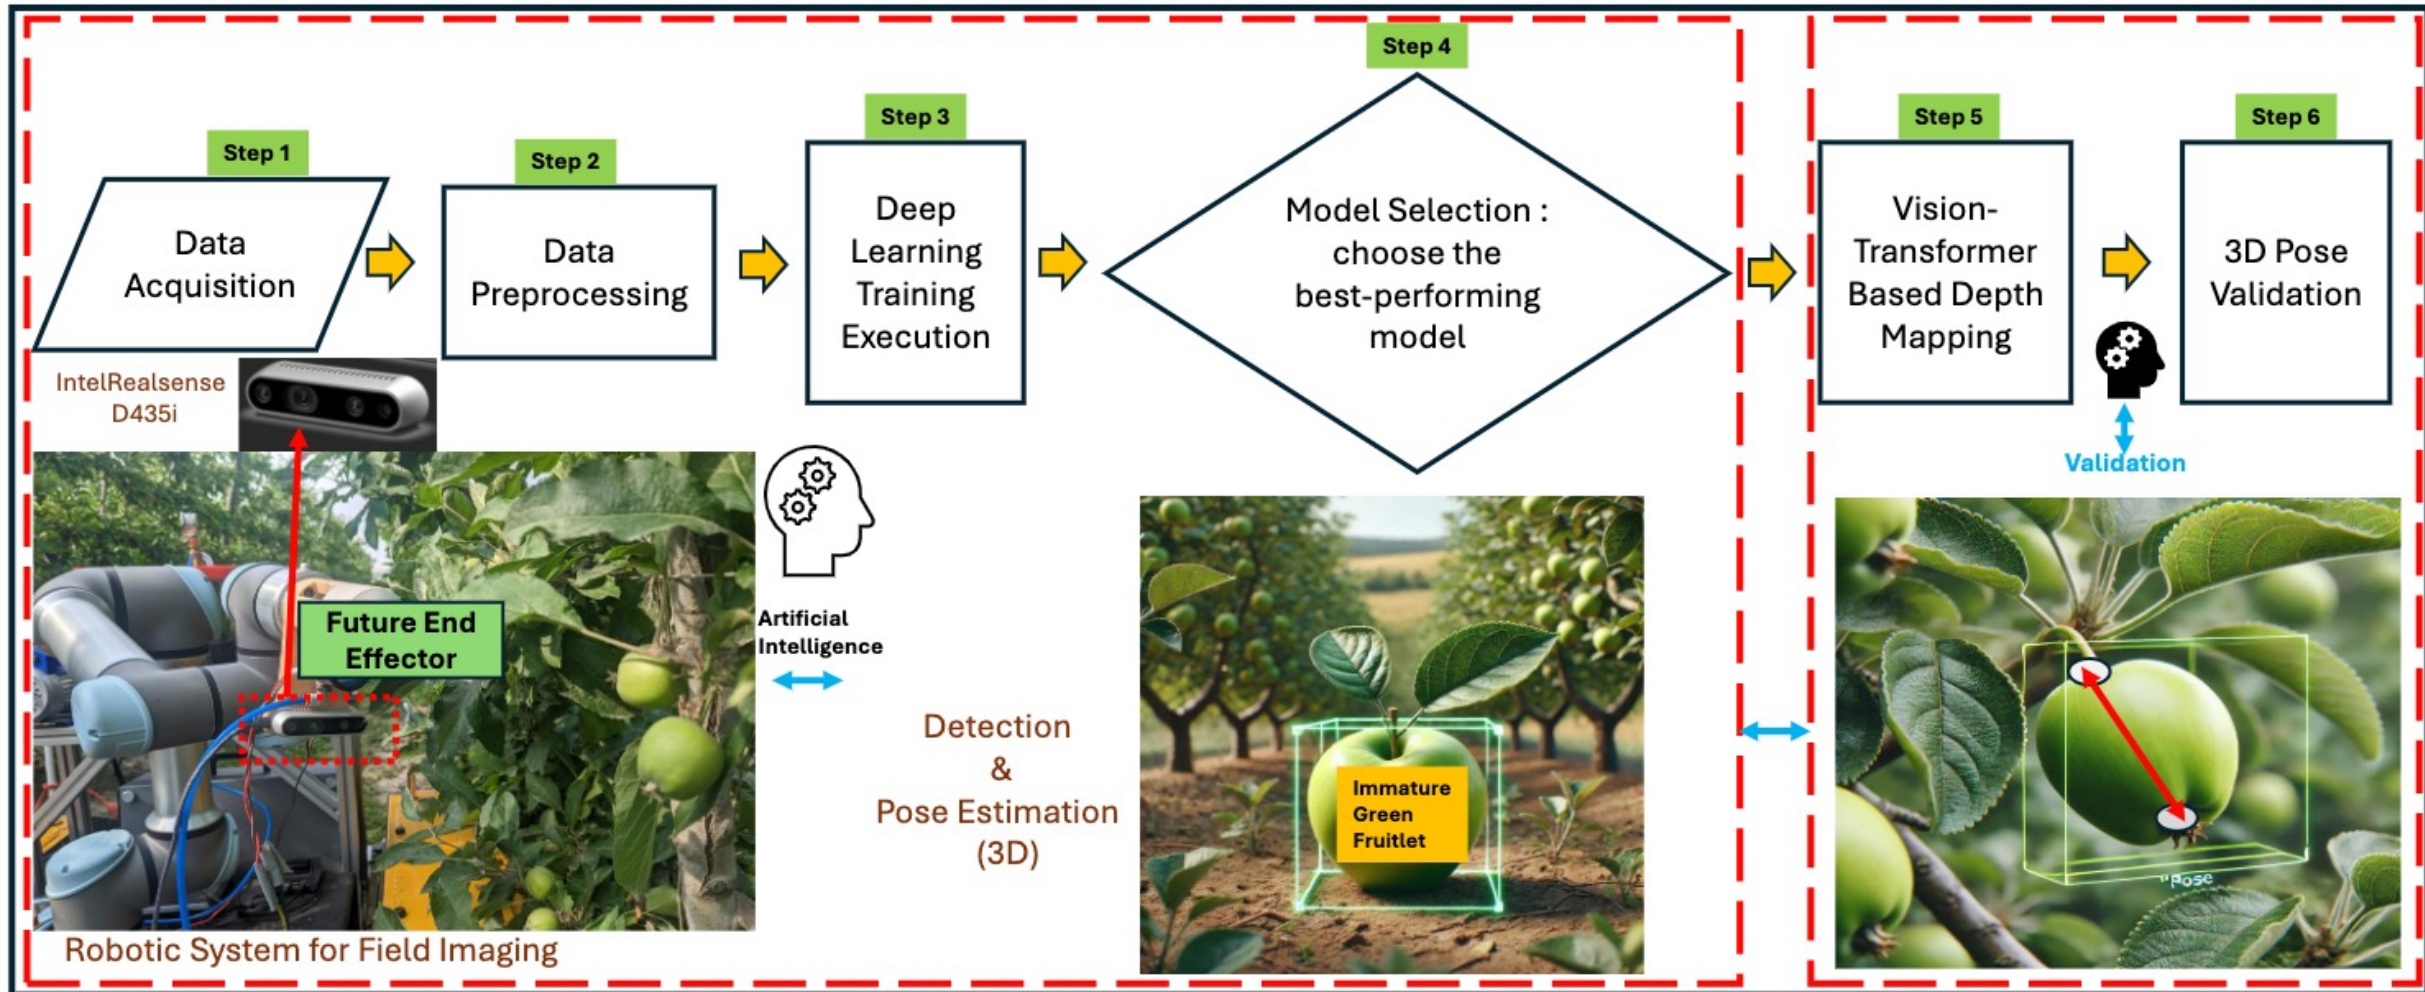 Step 1
Data
Acquisition
Step 2
Data
Preprocessing
Step 3
Deep
Learning
Training
Execution
Step 4
Model Selection :
choose the
best-performing
model
Step 5
Vision-
Transformer
Based Depth
Mapping
Step 6
3D Pose
Validation
IntelRealsense
D435i
Future End
Effector
Robotic System for Field Imaging
Artificial
Intelligence
Detection
&
Pose Estimation
(3D)
Immature
Green
Fruitlet
Validation
"Pose